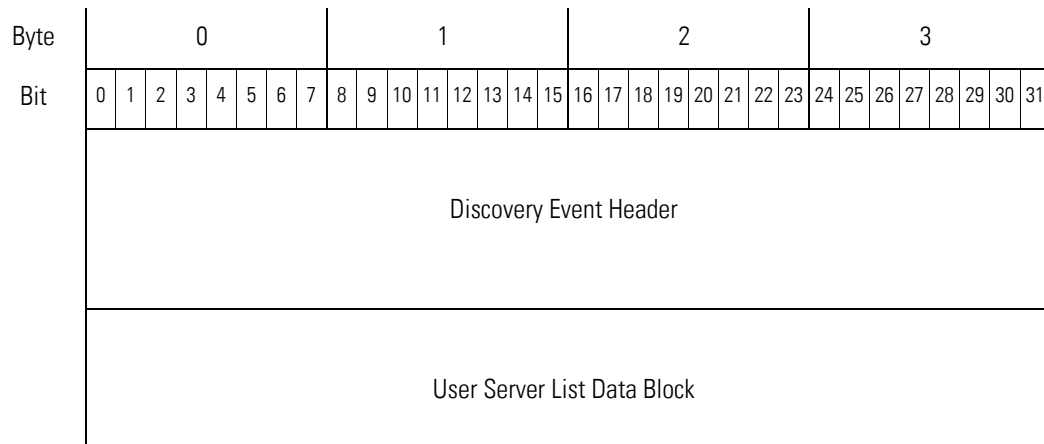 Byte 0 1 2 3
Bit 0 1 2 3 4 5 6 7 8 9 10 11 12 13 14 15 16 17 18 19 20 21 22 23 24 25 26 27 28 29 30 31
Discovery Event Header
User Server List Data Block